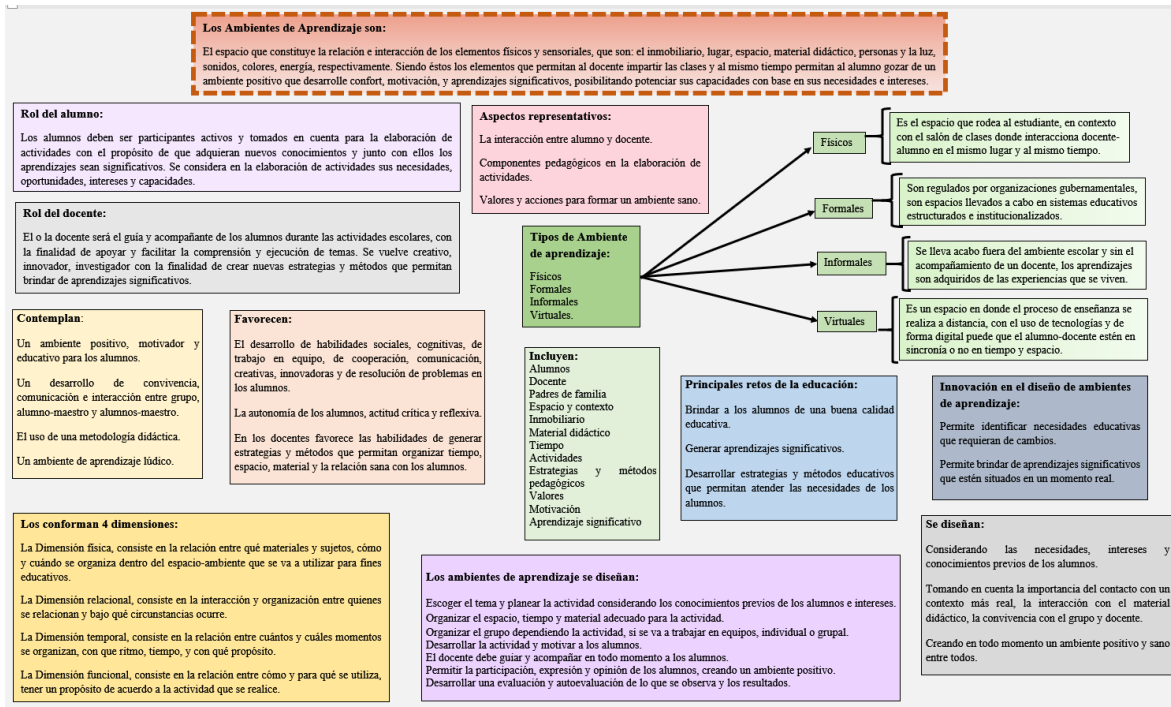 Los Ambientes de Aprendizaje son:
El espacio que constituye la relación e interacción de los elementos físicos y sensoriales, que son: el inmobiliario, lugar, espacio, material didáctico, personas y la luz,
sonidos, colores, energía, respectivamente. Siendo éstos los elementos que permitan al docente impartir las clases y al mismo tiempo permitan al alumno gozar de un
ambiente positivo que desarrolle confort, motivación, y aprendizajes significativos, posibilitando potenciar sus capacidades con base en sus necesidades e intereses.
Rol del alumno:
Los alumnos deben ser participantes activos y tomados en cuenta para la elaboración de
actividades con el propósito de que adquieran nuevos conocimientos y junto con ellos los
aprendizajes sean significativos. Se considera en la elaboración de actividades sus necesidades,
oportunidades, intereses y capacidades.
Aspectos representativos:
La interacción entre alumno y docente.
Componentes pedagógicos en la elaboración de
actividades.
Valores y acciones para formar un ambiente sano.
Rol del docente:
El o la docente será el guía y acompañante de los alumnos durante las actividades escolares, con
la finalidad de apoyar y facilitar la comprensión y ejecución de temas. Se vuelve creativo,
innovador, investigador con la finalidad de crear nuevas estrategias y métodos que permitan
brindar de aprendizajes significativos.
Tipos de Ambiente
de aprendizaje:
Físicos
Formales
Informales
Virtuales.
Físicos
Es el espacio que rodea al estudiante, en contexto
con el salón de clases donde interacciona docente-
alumno en el mismo lugar y al mismo tiempo.
Formales
Son regulados por organizaciones gubernamentales,
son espacios llevados a cabo en sistemas educativos
estructurados e institucionalizados.
Informales
Se lleva acabo fuera del ambiente escolar y sin el
acompañamiento de un docente, los aprendizajes
son adquiridos de las experiencias que se viven.
Virtuales
Es un espacio en donde el proceso de enseñanza se
realiza a distancia, con el uso de tecnologías y de
forma digital puede que el alumno-docente estén en
sincronía o no en tiempo y espacio.
Contemplan:
Un ambiente positivo, motivador y
educativo para los alumnos.
Un desarrollo de convivencia,
comunicación e interacción entre grupo,
alumno-maestro y alumnos-maestro.
El uso de una metodología didáctica.
Un ambiente de aprendizaje lúdico.
Favorecen:
El desarrollo de habilidades sociales, cognitivas, de
trabajo en equipo, de cooperación, comunicación,
creativas, innovadoras y de resolución de problemas en
los alumnos.
La autonomía de los alumnos, actitud crítica y reflexiva.
En los docentes favorece las habilidades de generar
estrategias y métodos que permitan organizar tiempo,
espacio, material y la relación sana con los alumnos.
Incluyen:
Alumnos
Docente
Padres de familia
Espacio y contexto
Inmobiliario
Material didáctico
Tiempo
Actividades
Estrategias y métodos
pedagógicos
Valores
Motivación
Aprendizaje significativo
Principales retos de la educación:
Brindar a los alumnos de una buena calidad
educativa.
Generar aprendizajes significativos.
Desarrollar estrategias y métodos educativos
que permitan atender las necesidades de los
alumnos.
Innovación en el diseño de ambientes
de aprendizaje:
Permite identificar necesidades educativas
que requieran de cambios.
Permite brindar de aprendizajes significativos
que estén situados en un momento real.
Los conforman 4 dimensiones:
La Dimensión física, consiste en la relación entre qué materiales y sujetos, cómo
y cuándo se organiza dentro del espacio-ambiente que se va a utilizar para fines
educativos.
La Dimensión relacional, consiste en la interacción y organización entre quienes
se relacionan y bajo qué circunstancias ocurre.
La Dimensión temporal, consiste en la relación entre cuántos y cuáles momentos
se organizan, con que ritmo, tiempo, y con qué propósito.
La Dimensión funcional, consiste en la relación entre cómo y para qué se utiliza,
tener un propósito de acuerdo a la actividad que se realice.
Los ambientes de aprendizaje se diseñan:
Escoger el tema y planear la actividad considerando los conocimientos previos de los alumnos e intereses.
Organizar el espacio, tiempo y material adecuado para la actividad.
Organizar el grupo dependiendo la actividad, si se va a trabajar en equipos, individual o grupal.
Desarrollar la actividad y motivar a los alumnos.
El docente debe guiar y acompañar en todo momento a los alumnos.
Permitir la participación, expresión y opinión de los alumnos, creando un ambiente positivo.
Desarrollar una evaluación y autoevaluación de lo que se observa y los resultados.
Se diseñan:
Considerando las necesidades, intereses y
conocimientos previos de los alumnos.
Tomando en cuenta la importancia del contacto con un
contexto más real, la interacción con el material
didáctico, la convivencia con el grupo y docente.
Creando en todo momento un ambiente positivo y sano
entre todos.